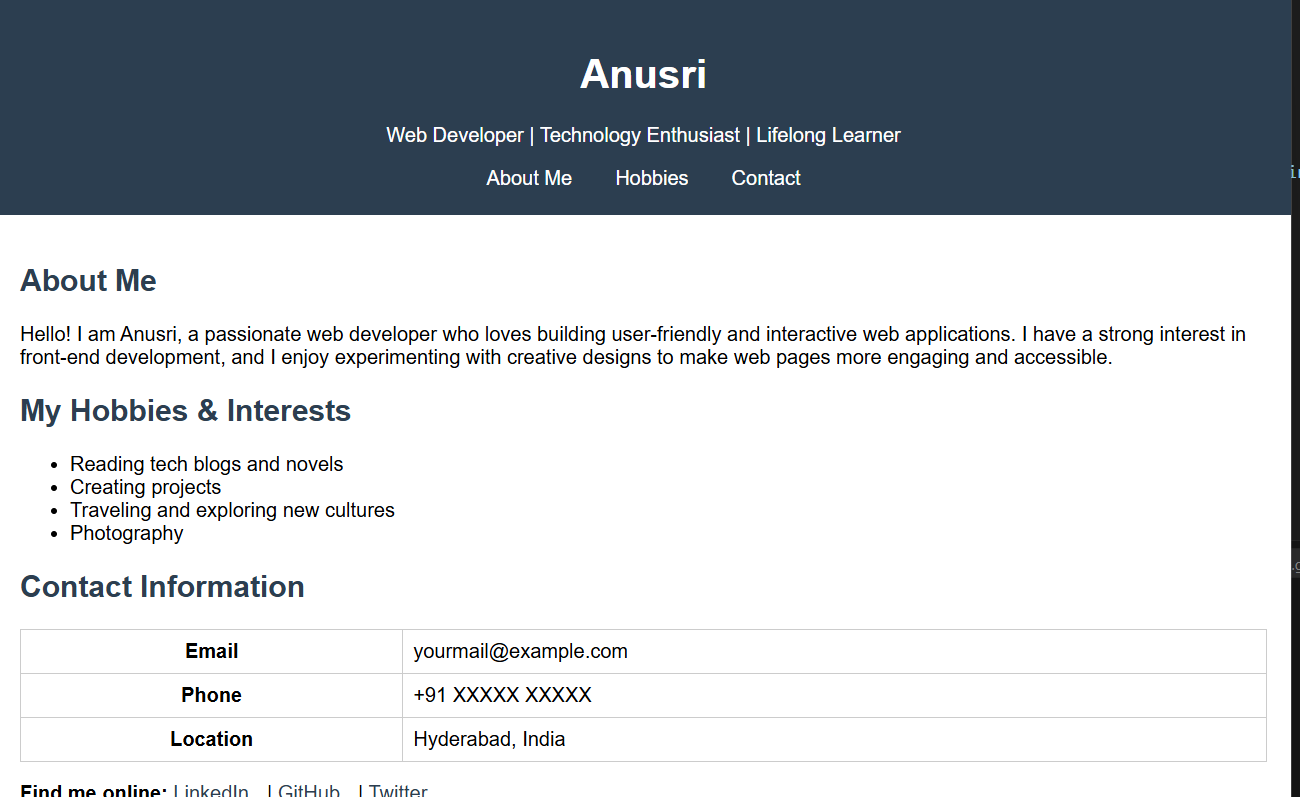 Anusri
Web Developer | Technology Enthusiast | Lifelong Learner
About Me Hobbies Contact
About Me
Hello! I am Anusri, a passionate web developer who loves building user-friendly and interactive web applications. I have a strong interest in
front-end development, and I enjoy experimenting with creative designs to make web pages more engaging and accessible.
My Hobbies & Interests
• Reading tech blogs and novels
• Creating projects
• Traveling and exploring new cultures
• Photography
Contact Information
Email yourmail@example.com
Phone +91 XXXXX XXXXX
Location Hyderabad, India
Find me online: LinkedIn | GitHub | Twitter